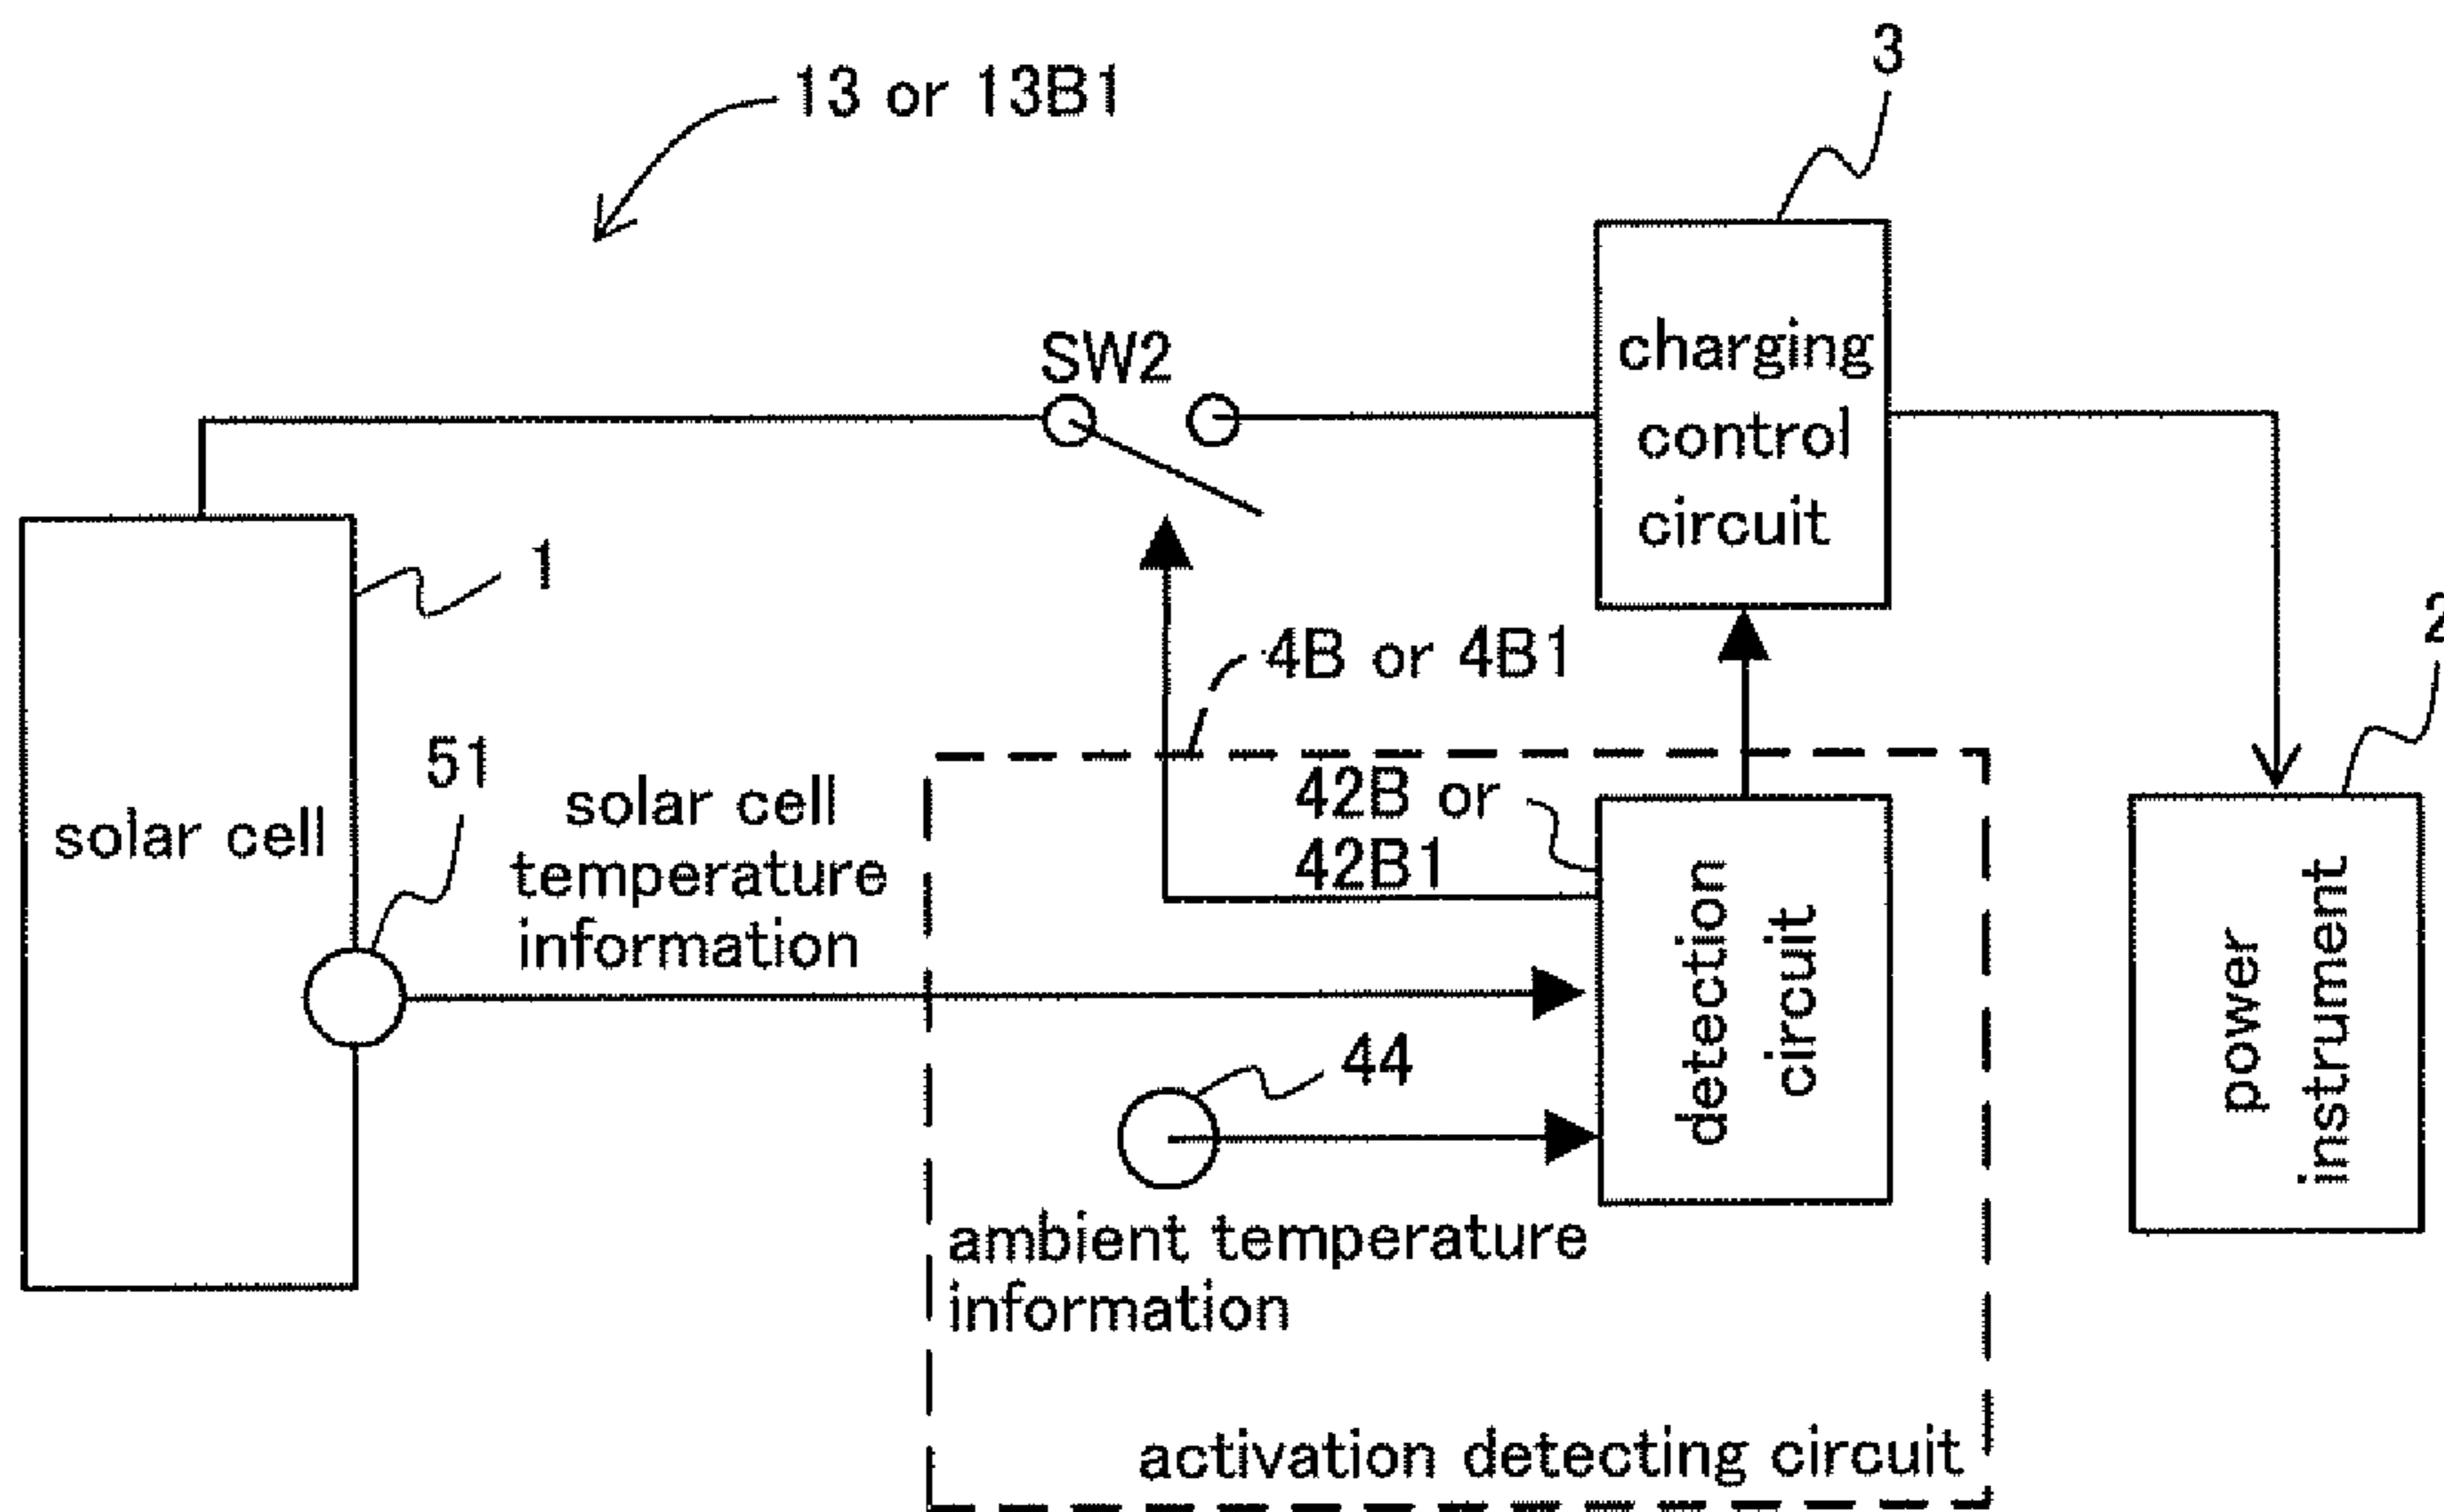 13 or 13B1
3
SW2
charging
control
circuit
1
2
4B or 4B1
51
solar cell
temperature
information
42B or
42B1
solar cell
detection
circuit
power
instrument
44
ambient temperature
information
activation detecting circuit